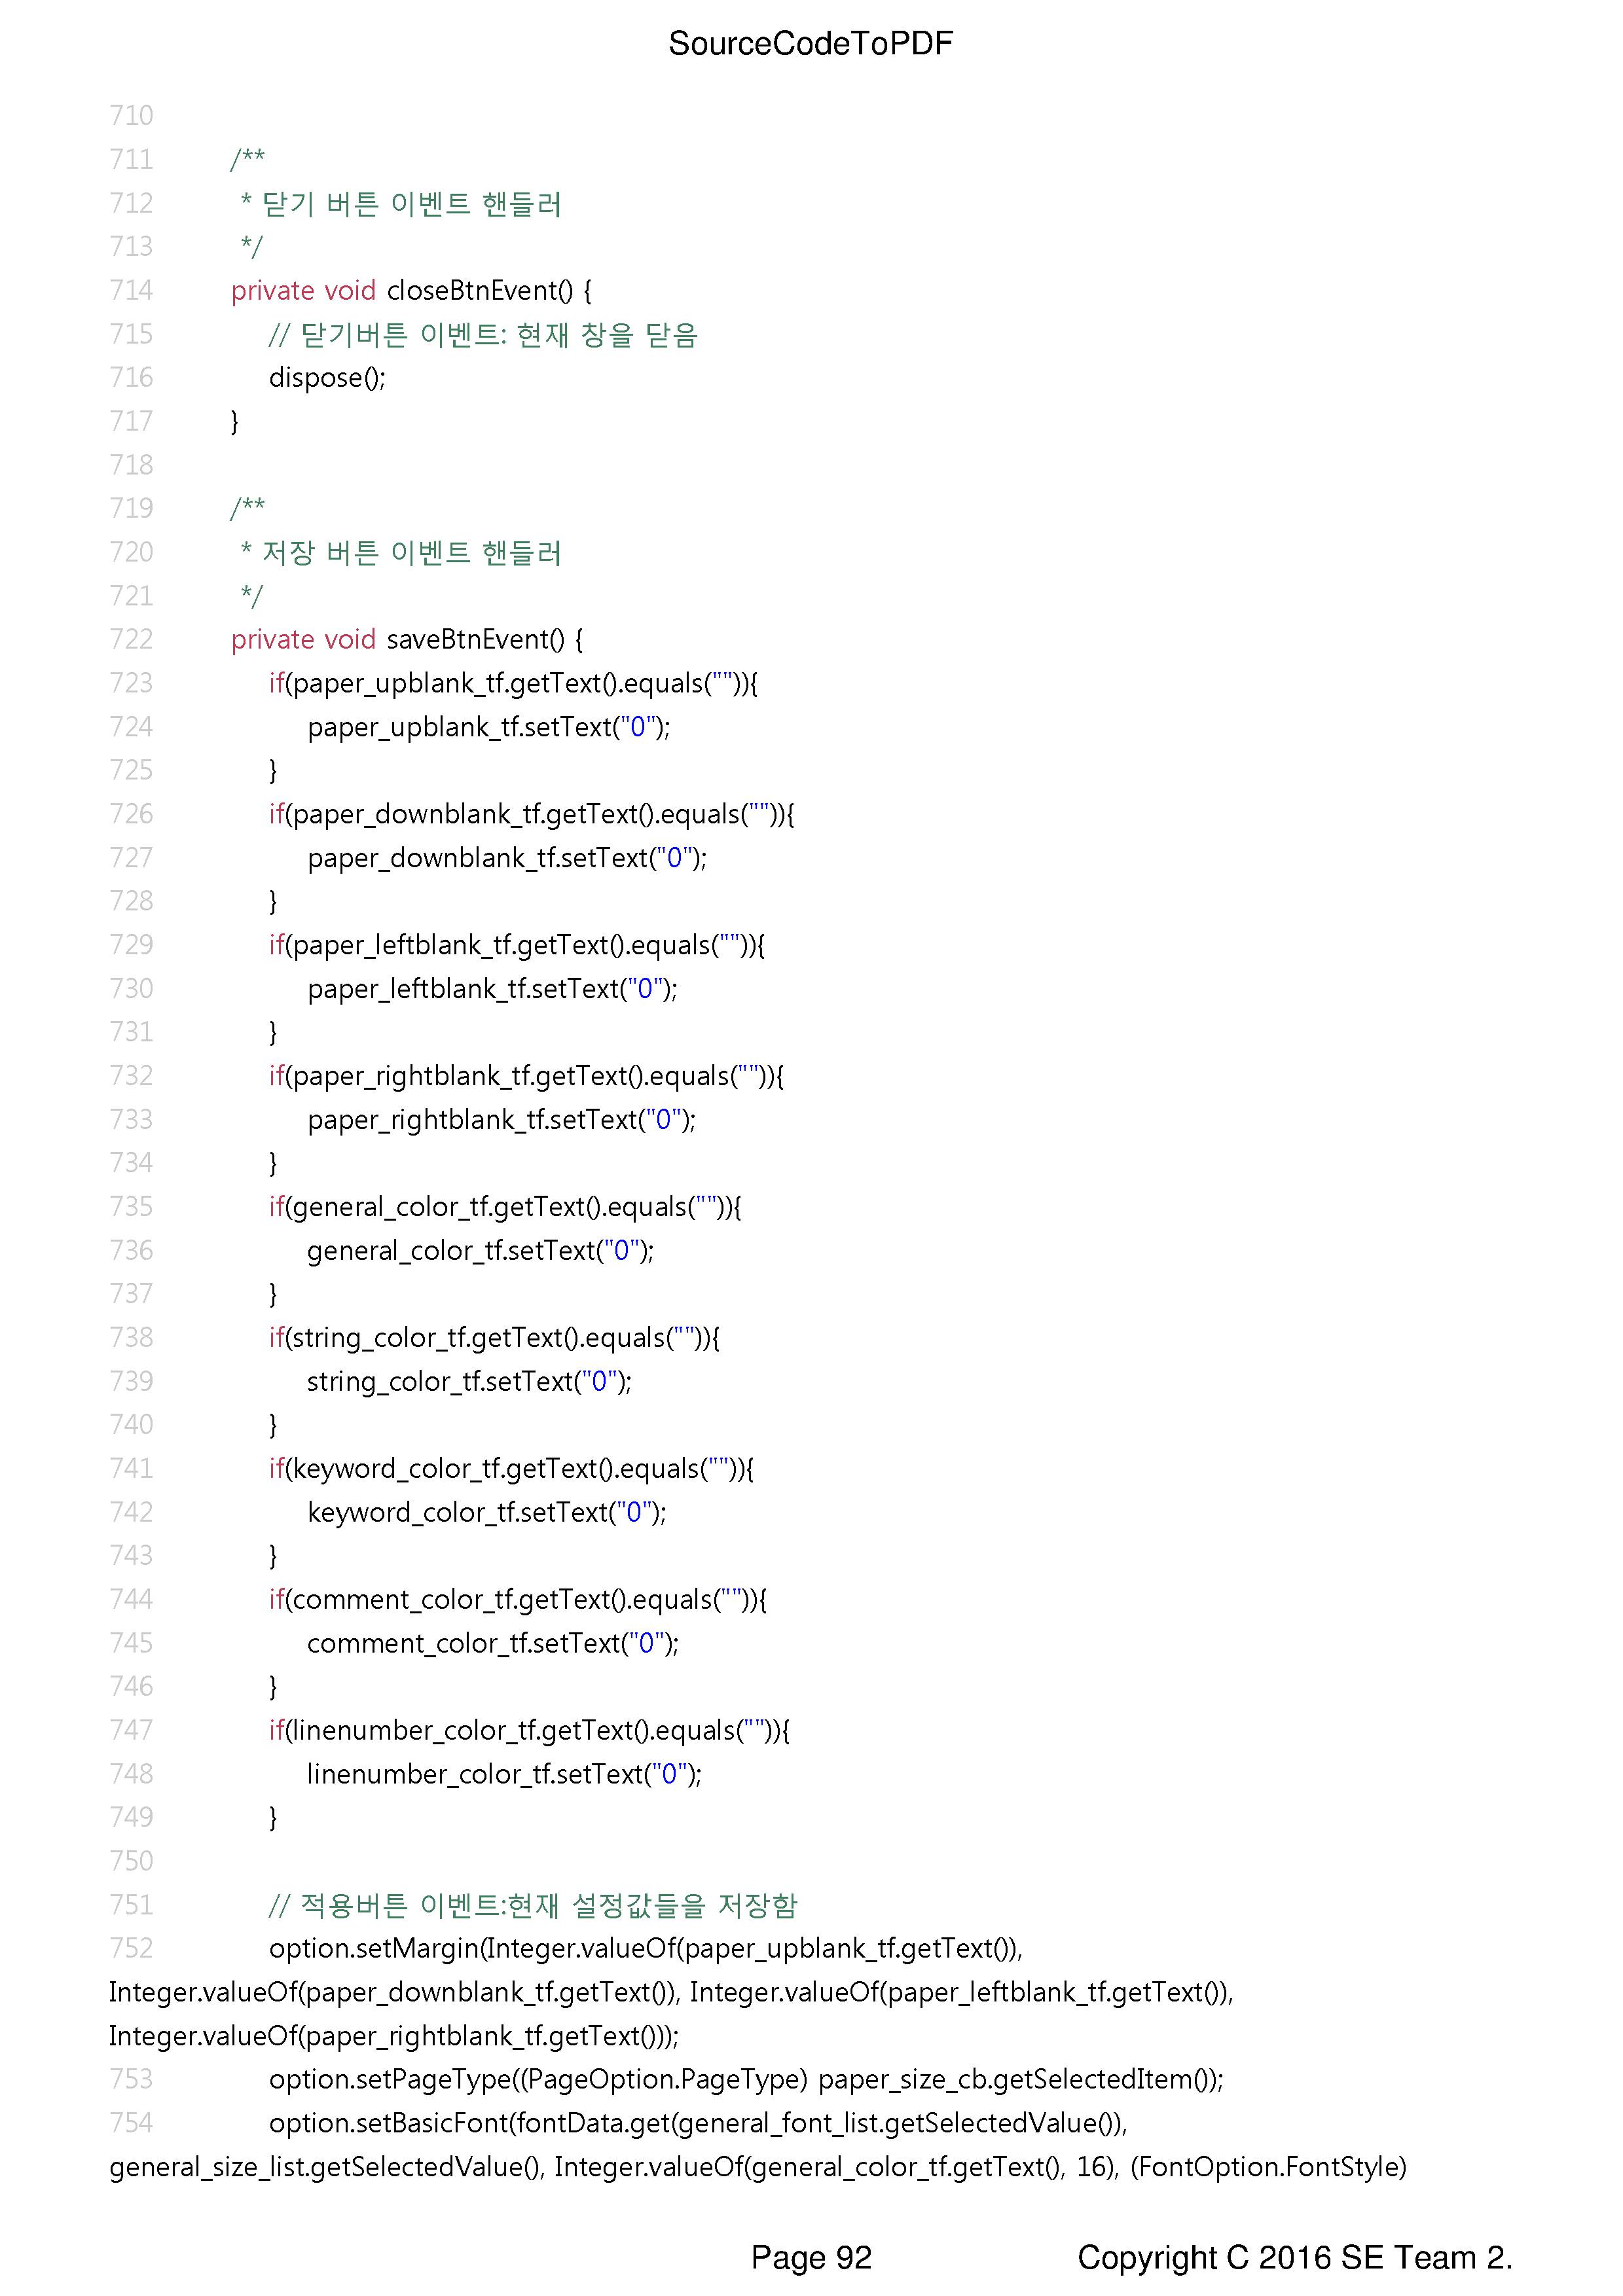 SourceCodeToPDF
710
711 /**
712 * 닫기 버튼 이벤트 핸들러
713 */
714 private void closeBtnEvent() {
715 // 닫기버튼 이벤트: 현재 창을 닫음
716 dispose();
717 }
718
719 /**
720 * 저장 버튼 이벤트 핸들러
721 */
722 private void saveBtnEvent() {
723 if(paper_upblank_tf.getText().equals("")){
724 paper_upblank_tf.setText("0");
725 }
726 if(paper_downblank_tf.getText().equals("")){
727 paper_downblank_tf.setText("0");
728 }
729 if(paper_leftblank_tf.getText().equals("")){
730 paper_leftblank_tf.setText("0");
731 }
732 if(paper_rightblank_tf.getText().equals("")){
733 paper_rightblank_tf.setText("0");
734 }
735 if(general_color_tf.getText().equals("")){
736 general_color_tf.setText("0");
737 }
738 if(string_color_tf.getText().equals("")){
739 string_color_tf.setText("0");
740 }
741 if(keyword_color_tf.getText().equals("")){
742 keyword_color_tf.setText("0");
743 }
744 if(comment_color_tf.getText().equals("")){
745 comment_color_tf.setText("0");
746 }
747 if(linenumber_color_tf.getText().equals("")){
748 linenumber_color_tf.setText("0");
749 }
750
751 // 적용버튼 이벤트:현재 설정값들을 저장함
752 option.setMargin(Integer.valueOf(paper_upblank_tf.getText()),
Integer.valueOf(paper_downblank_tf.getText()), Integer.valueOf(paper_leftblank_tf.getText()),
Integer.valueOf(paper_rightblank_tf.getText()));
753 option.setPageType((PageOption.PageType) paper_size_cb.getSelectedItem());
754 option.setBasicFont(fontData.get(general_font_list.getSelectedValue()),
general_size_list.getSelectedValue(), Integer.valueOf(general_color_tf.getText(), 16), (FontOption.FontStyle)
Page 92 Copyright C 2016 SE Team 2.